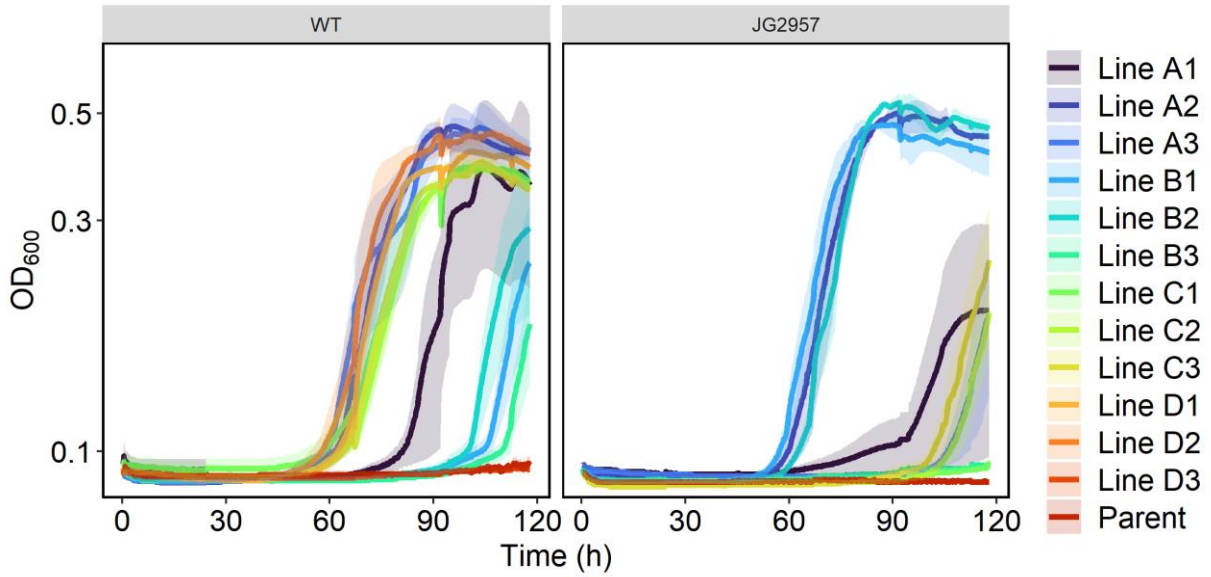 WT
JG2957
OD600
0.5
0.3
0.1
0 30 60 90 120
0 30 60 90 120
Time (h)
Line A1
Line A2
Line A3
Line B1
Line B2
Line B3
Line C1
Line C2
Line C3
Line D1
Line D2
Line D3
Parent